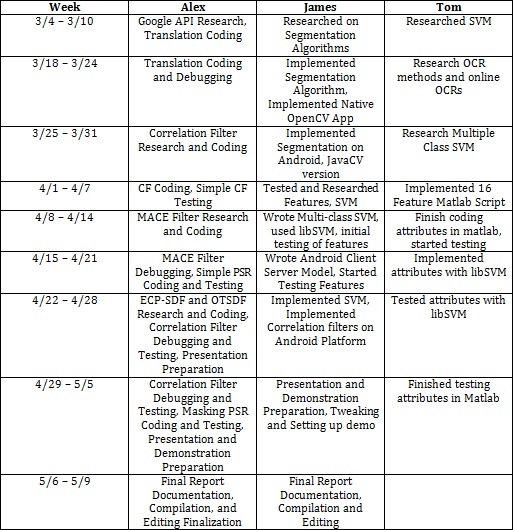 Week Alex James Tom
3/4 – 3/10 Google API Research, Researched on Researched SVM
Translation Coding Segmentation
Algorithms
3/18 – 3/24 Translation Coding Implemented Research OCR
and Debugging Segmentation methods and online
Algorithm, OCRs
Implemented Native
OpenCV App
3/25 – 3/31 Correlation Filter Implemented Research Multiple
Research and Coding Segmentation on Class SVM
Android, JavaCV
version
4/1 – 4/7 CF Coding, Simple CF Tested and Researched Implemented 16
Testing Features, SVM Feature Matlab Script
4/8 – 4/14 MACE Filter Research Wrote Multi-class SVM, Finish coding
and Coding used libSVM, initial attributes in matlab,
testing of features started testing
4/15 – 4/21 MACE Filter Wrote Android Client Implemented
Debugging, Simple PSR Server Model, Started attributes with libSVM
Coding and Testing Testing Features
4/22 – 4/28 ECP-SDF and OTSDF Implemented SVM, Tested attributes with
Research and Coding, Implemented libSVM
Correlation Filter Correlation filters on
Debugging and Android Platform
Testing, Presentation
Preparation
4/29 – 5/5 Correlation Filter Presentation and Finished testing
Debugging and Demonstration attributes in Matlab
Testing, Masking PSR Preparation, Tweaking
Coding and Testing, and Setting up demo
Presentation and
Demonstration
Preparation
5/6 – 5/9 Final Report Final Report
Documentation, Documentation,
Compilation, and Compilation and
Editing Finalization Editing